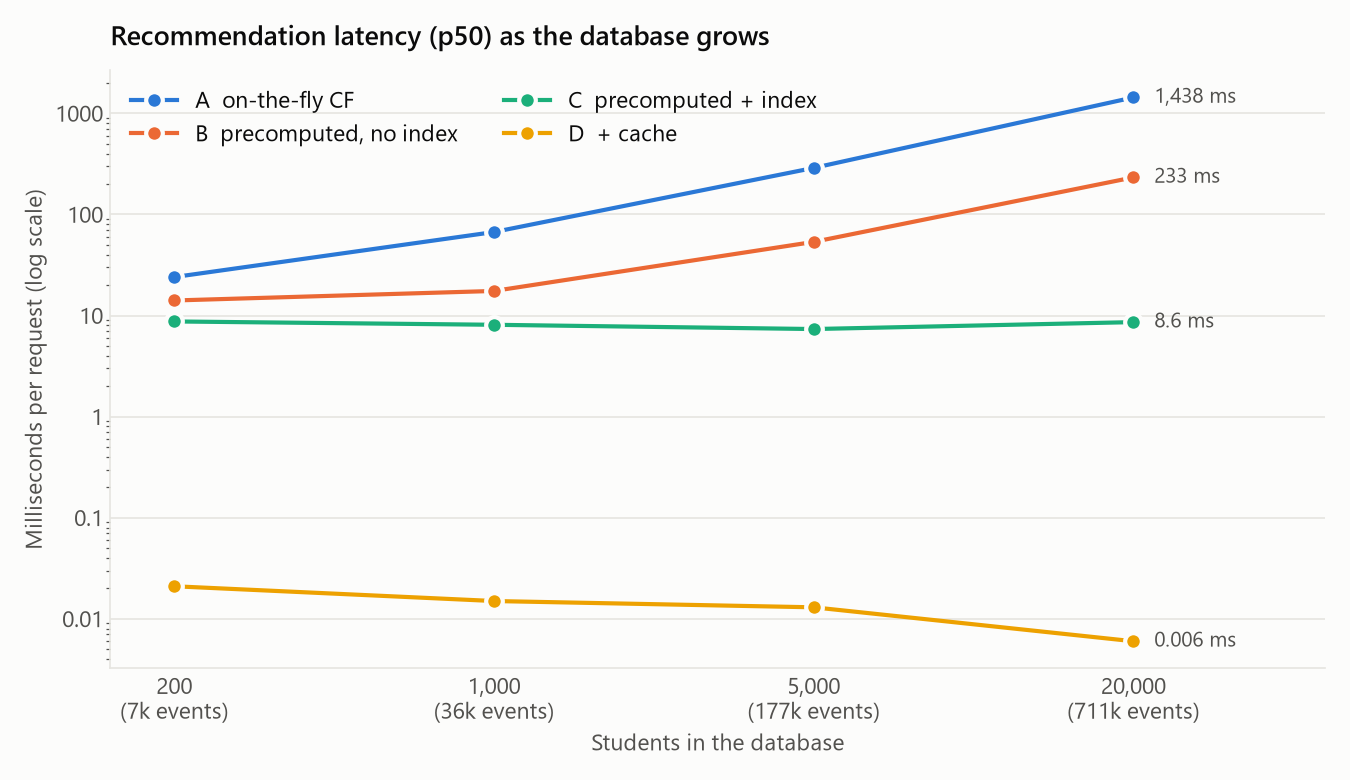 Recommendation latency (p50) as the database grows
A on-the-fly CF
B precomputed, no index
C precomputed + index
D + cache
Milliseconds per request (log scale)
1000
100
10
1
0.1
0.01
1,438 ms
233 ms
8.6 ms
0.006 ms
200
(7k events)
1,000
(36k events)
5,000
(177k events)
20,000
(711k events)
Students in the database